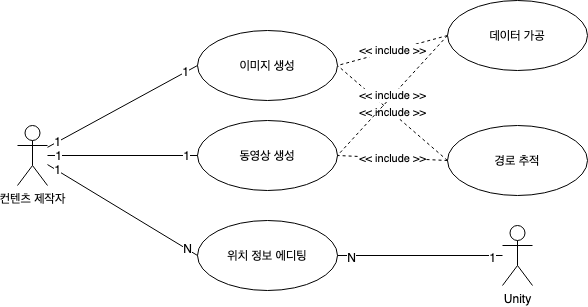 데이터 가공
<< include >>
이미지 생성
1
<< include >>
<< include >>
1
1
1
동영상 생성
<< include >>
경로 추적
1
컨텐츠 제작자
N
위치 정보 에디팅
N
1
Unity